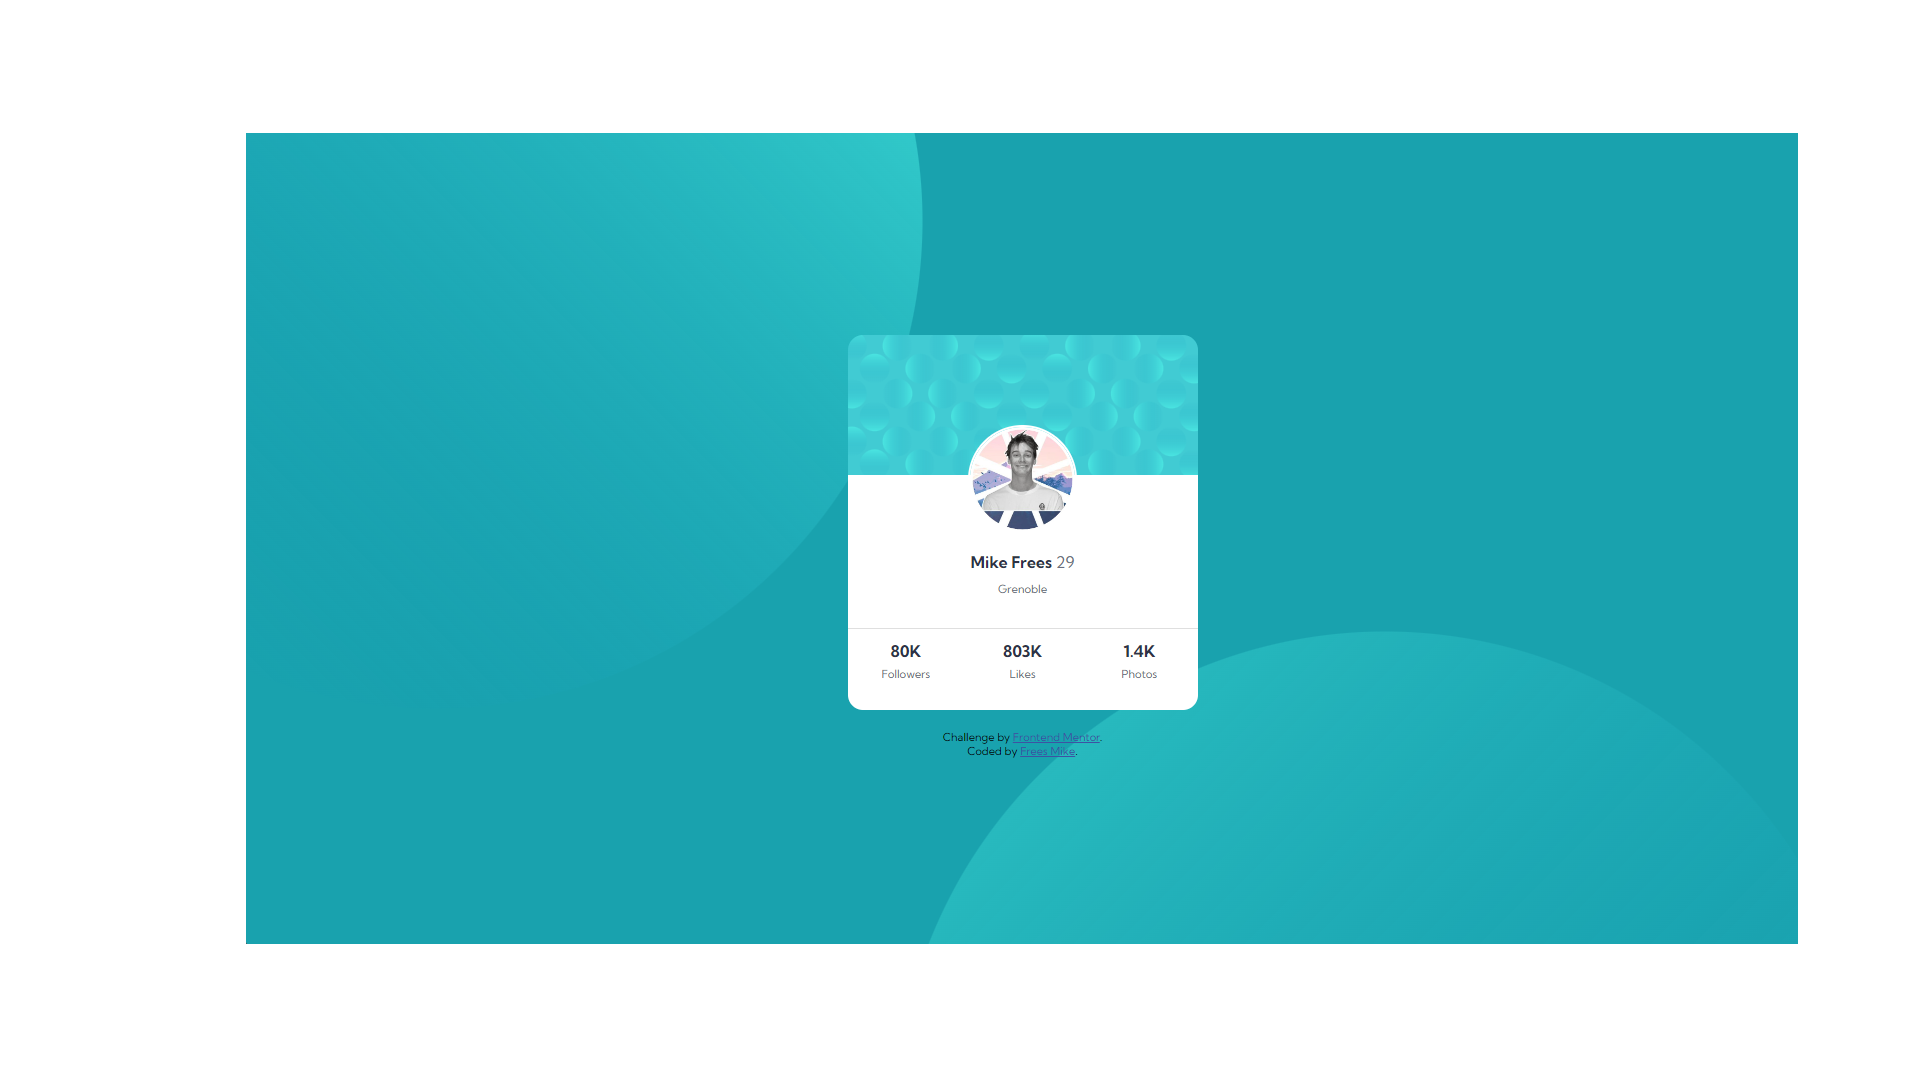 Mike Frees 29
Grenoble
80K 803K 1.4K
Followers Likes Photos
Challenge by Frontend Mentor.
Coded by Frees Mike.